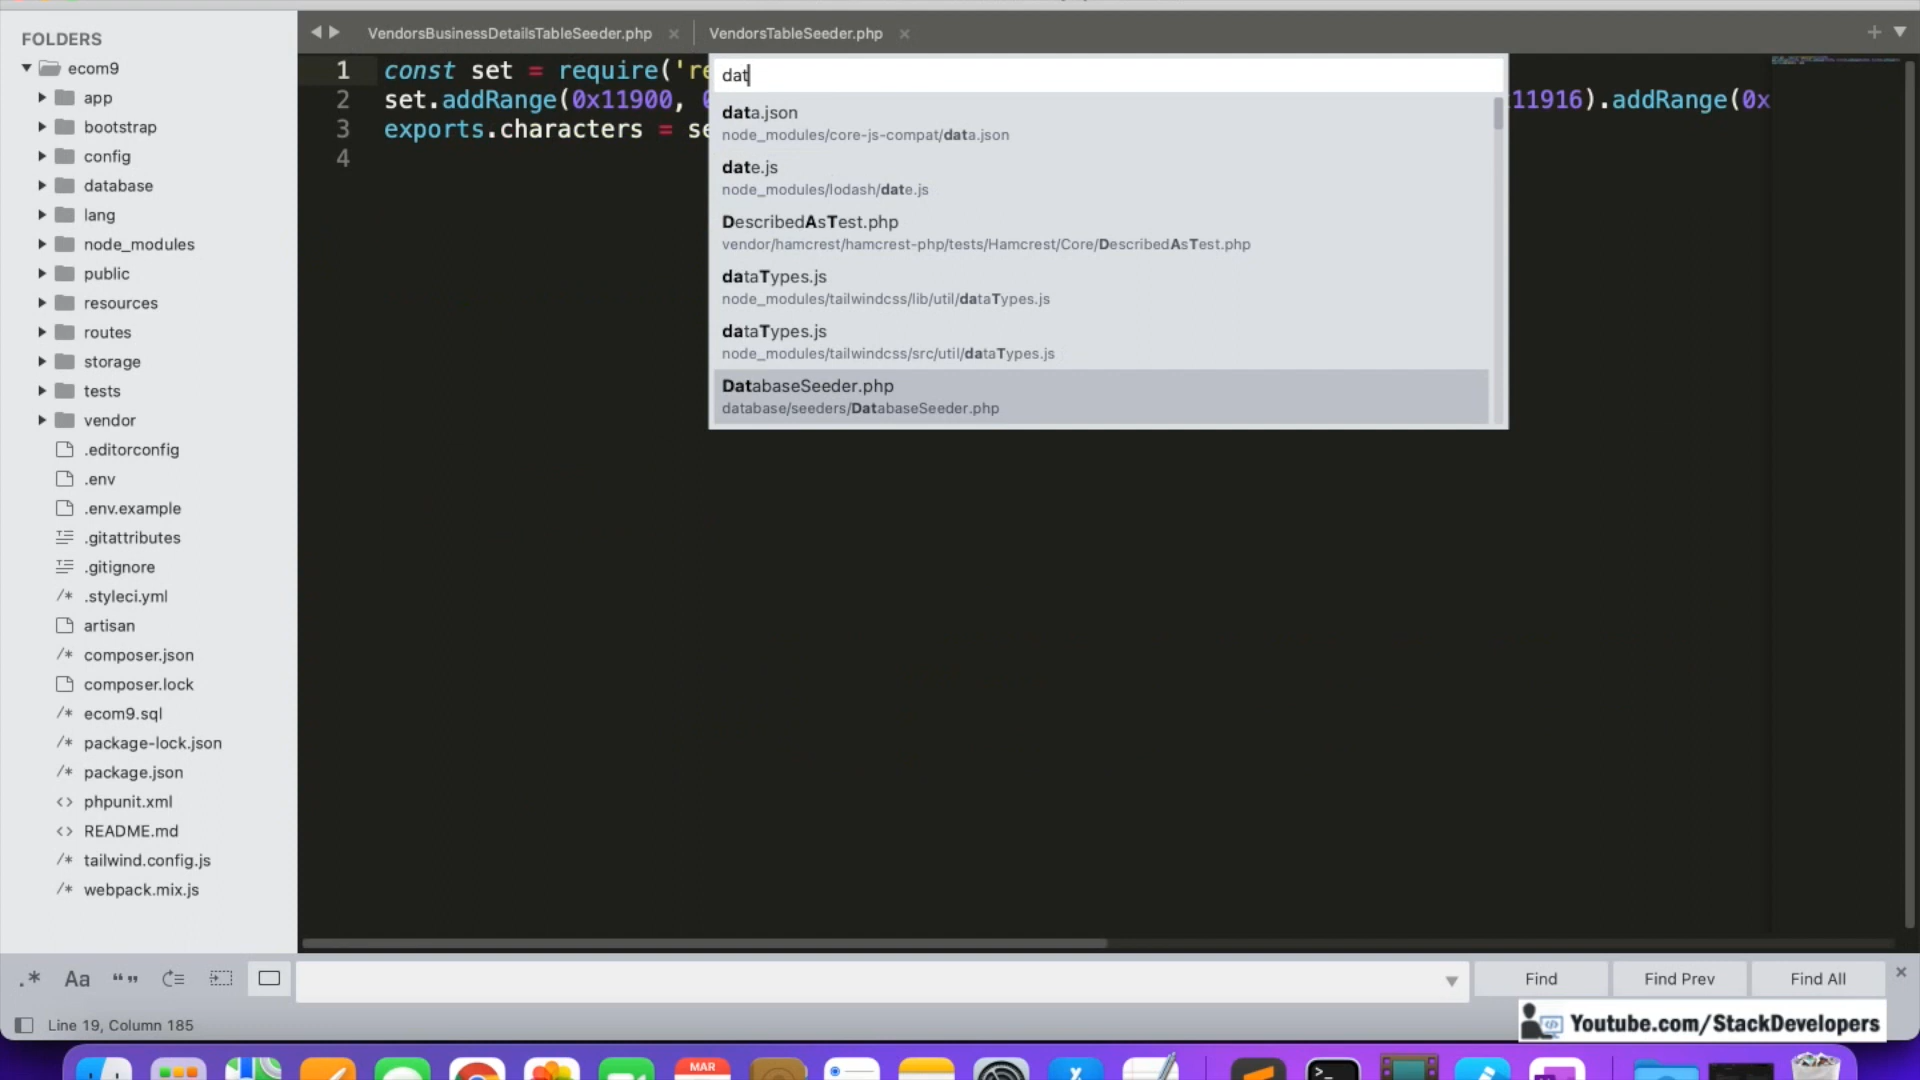 FOLDERS
ecom9
app
bootstrap
config
database
lang
node_modules
public
resources
routes
storage
tests
vendor
.editorconfig
.env
.env.example
.gitattributes
.gitignore
/* .styleci.yml
artisan
/* composer.json
composer.lock
/* ecom9.sql
/* package-lock.json
/* package.json
<> phpunit.xml
<> README.md
/* tailwind.config.js
/* webpack.mix.js
VendorsBusinessDetailsTableSeeder.php
VendorsTableSeeder.php
1 const set = require('re
2 set.addRange(0x11900, 11916).addRange(0x
3 exports.characters = se
4
dat
data.json
node_modules/core-js-compat/data.json
date.js
node_modules/lodash/date.js
DescribedAsTest.php
vendor/hamcrest/hamcrest-php/tests/Hamcrest/Core/DescribedAsTest.php
dataTypes.js
node_modules/tailwindcss/lib/util/dataTypes.js
dataTypes.js
node_modules/tailwindcss/src/util/dataTypes.js
DatabaseSeeder.php
database/seeders/DatabaseSeeder.php
.* Aa “”
Find
Find Prev
Find All
Line 19, Column 185
Youtube.com/StackDevelopers
MAR